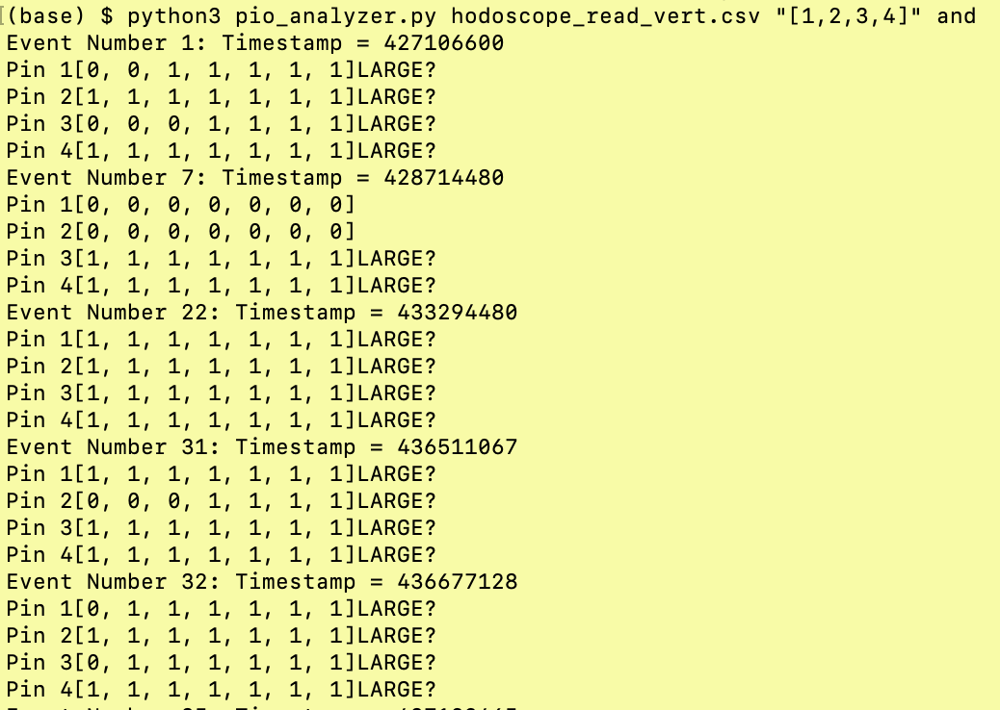 (base) $ python3 pio_analyzer.py hodoscope_read_vert.csv "[1,2,3,4]" and
Event Number 1: Timestamp = 427106600
Pin 1[0, 0, 1, 1, 1, 1, 1]LARGE?
Pin 2[1, 1, 1, 1, 1, 1, 1]LARGE?
Pin 3[0, 0, 0, 1, 1, 1, 1]LARGE?
Pin 4[1, 1, 1, 1, 1, 1, 1]LARGE?
Event Number 7: Timestamp = 428714480
Pin 1[0, 0, 0, 0, 0, 0, 0]
Pin 2[0, 0, 0, 0, 0, 0, 0]
Pin 3[1, 1, 1, 1, 1, 1, 1]LARGE?
Pin 4[1, 1, 1, 1, 1, 1, 1]LARGE?
Event Number 22: Timestamp = 433294480
Pin 1[1, 1, 1, 1, 1, 1, 1]LARGE?
Pin 2[1, 1, 1, 1, 1, 1, 1]LARGE?
Pin 3[1, 1, 1, 1, 1, 1, 1]LARGE?
Pin 4[1, 1, 1, 1, 1, 1, 1]LARGE?
Event Number 31: Timestamp = 436511067
Pin 1[1, 1, 1, 1, 1, 1, 1]LARGE?
Pin 2[0, 0, 0, 1, 1, 1, 1]LARGE?
Pin 3[1, 1, 1, 1, 1, 1, 1]LARGE?
Pin 4[1, 1, 1, 1, 1, 1, 1]LARGE?
Event Number 32: Timestamp = 436677128
Pin 1[0, 1, 1, 1, 1, 1, 1]LARGE?
Pin 2[1, 1, 1, 1, 1, 1, 1]LARGE?
Pin 3[0, 1, 1, 1, 1, 1, 1]LARGE?
Pin 4[1, 1, 1, 1, 1, 1, 1]LARGE?